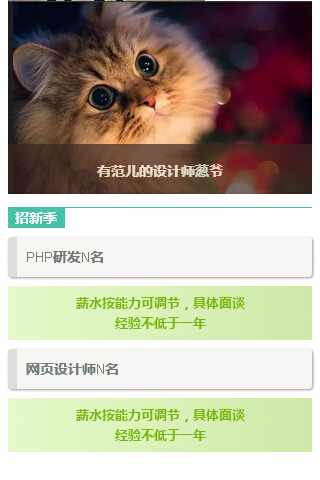 有范儿的设计师葱爷
招新季
PHP研发N名
薪水按能力可调节，具体面谈
经验不低于一年
网页设计师N名
薪水按能力可调节，具体面谈
经验不低于一年